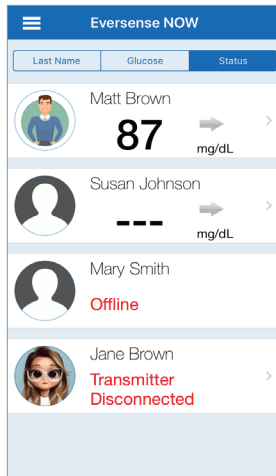 Eversense NOW
Last Name Glucose Status
Matt Brown
87
mg/dL
Susan Johnson
---
mg/dL
Mary Smith
Offline
Jane Brown
Transmitter
Disconnected